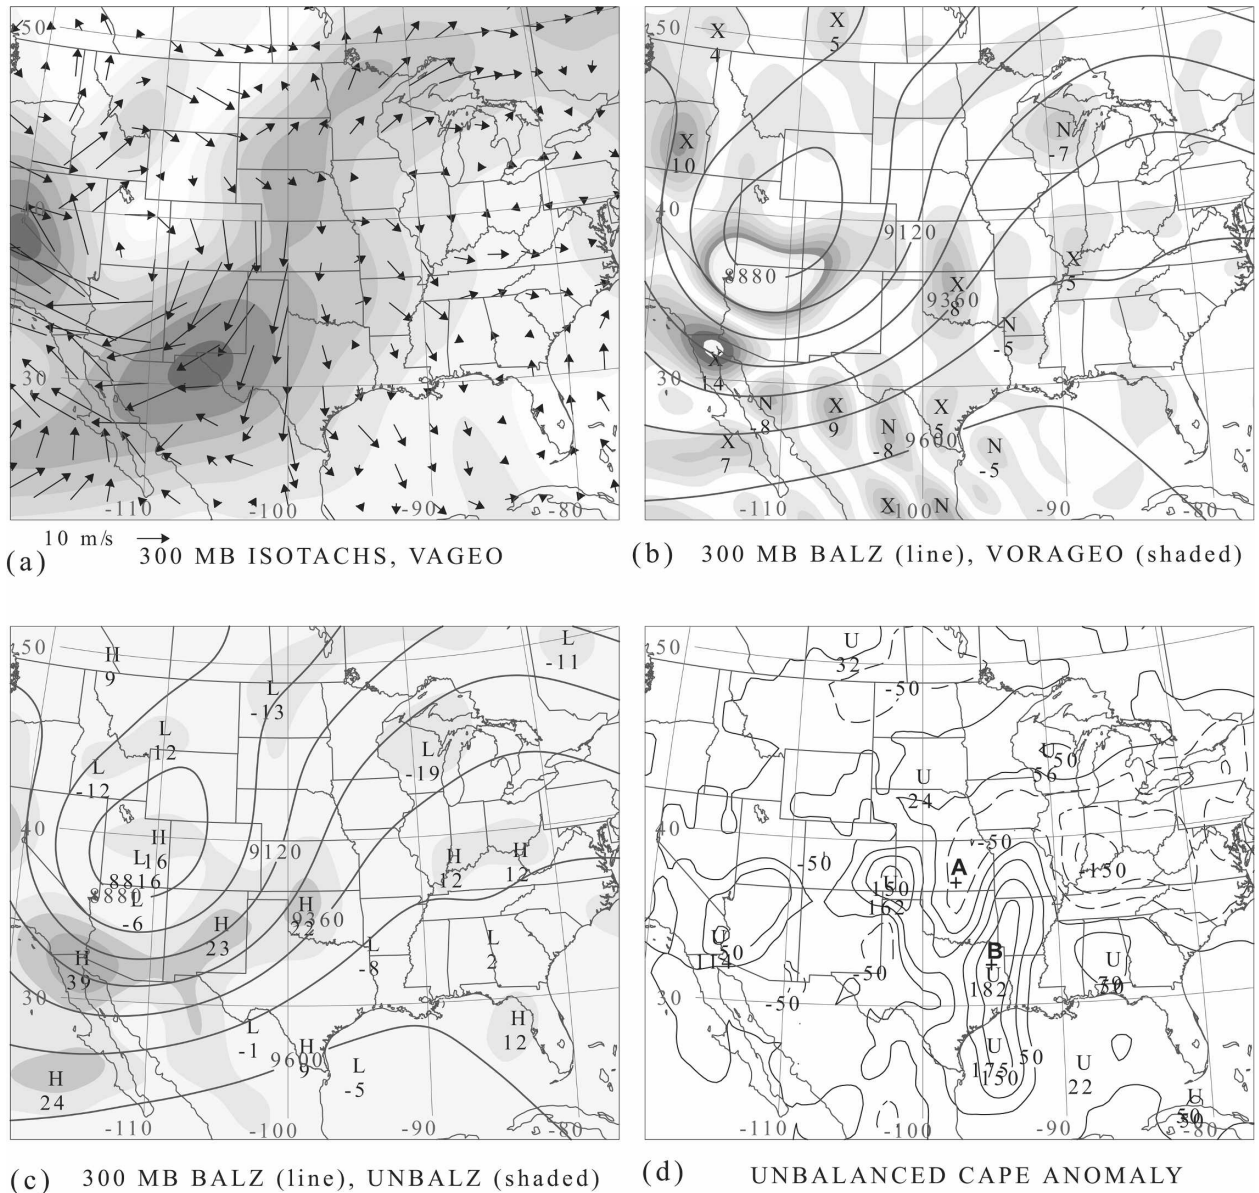 50
40
30
-110
-100
-90
-80
10 m/s
(a) 300 MB ISOTACHS, VAGEO
50
X
4
X
5
X
10
N
-7
40
9120
8880
X
5
X
9360
8
N
-5
X
14
30
N
-8
X
9
N
-8
X
5
9600
N
-5
X
7
X
N
-110
-100
-90
-80
(b) 300 MB BALZ (line), VORAGEO (shaded)
50
H
9
L
-13
L
-11
L
12
L
-12
L
-19
40
H
L
16
8816
8880
L
-6
9120
H
12
H
12
H
9360
22
H
23
H
39
L
-8
L
2
30
L
-1
H
9600
9
L
-5
H
12
H
24
-110
-100
-90
-80
(c) 300 MB BALZ (line), UNBALZ (shaded)
50
U
32
-50
U
24
U
50
56
40
-50
-50
A
U
150
162
-150
U
50
114
-50
-50
B
U
182
U
70
30
U
175
150
50
U
22
U
50
-110
-100
-90
-80
(d) UNBALANCED CAPE ANOMALY